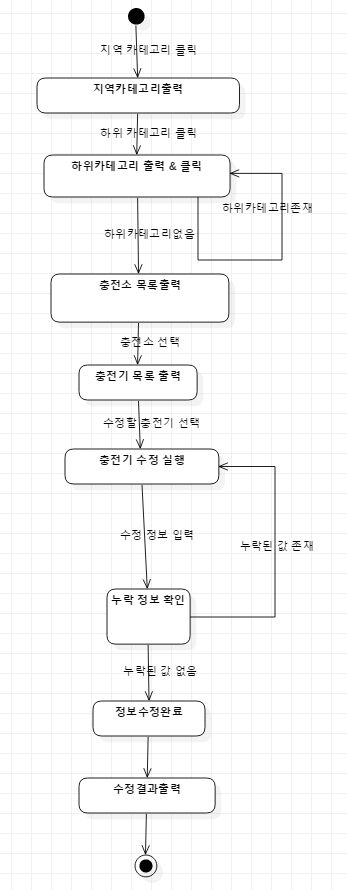 지역 카테고리 클릭
지역카테고리출력
하위 카테고리 클릭
하위카테고리 출력 & 클릭
하위카테고리존재
하위카테고리없음
충전소 목록출력
충전소 선택
충전기 목록 출력
수정할 충전기 선택
충전기 수정 실행
수정 정보 입력
누락된 값 존재
누락 정보 확인
누락된 값 없음
정보수정완료
수정결과출력